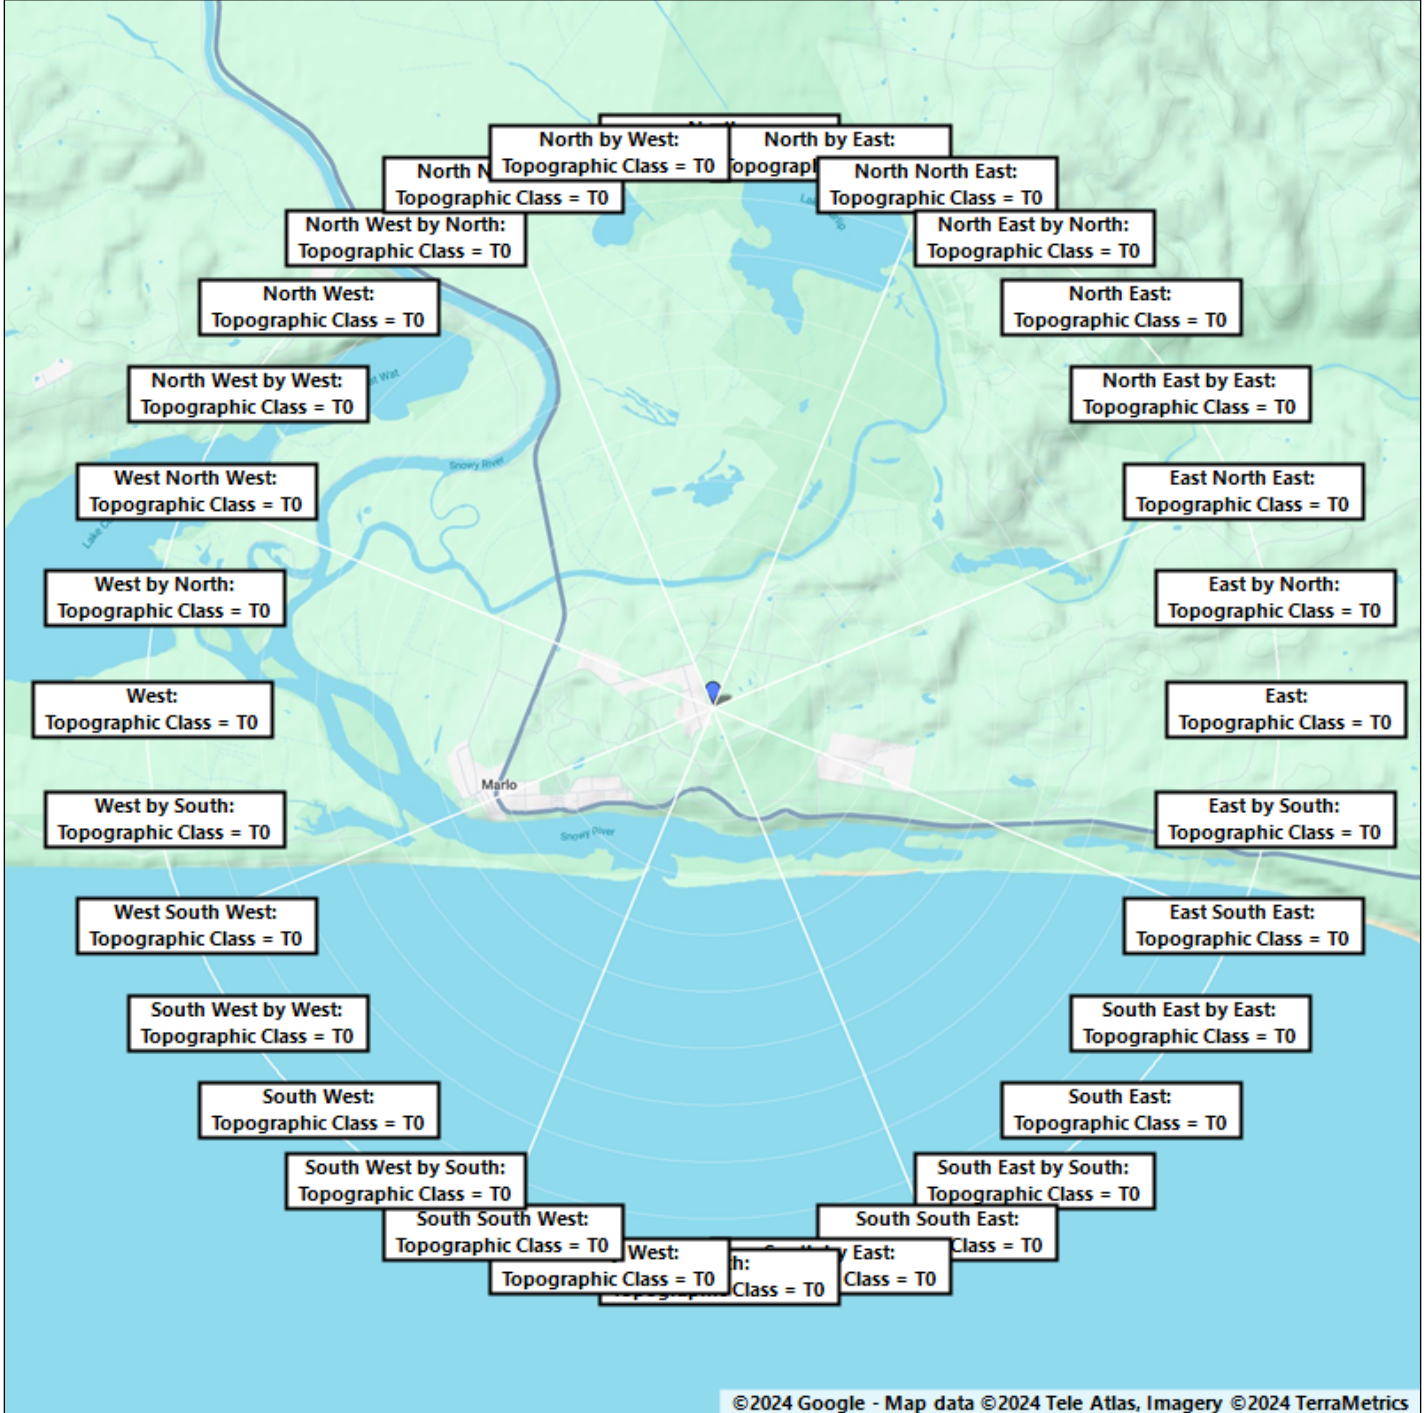 North by West:
Topographic Class = T0
North by East:
North North East:
Topographic Class = T0
North
Topographic Class = T0
North West by North:
Topographic Class = T0
North East by North:
Topographic Class = T0
North West:
Topographic Class = T0
North East:
Topographic Class = T0
North West by West:
Topographic Class = T0
North East by East:
Topographic Class = T0
Snowy River
West North West:
Topographic Class = T0
East North East:
Topographic Class = T0
Lake
West by North:
Topographic Class = T0
East by North:
Topographic Class = T0
West:
Topographic Class = T0
East:
Topographic Class = T0
Marlo
West by South:
Topographic Class = T0
East by South:
Topographic Class = T0
Snowy River
West South West:
Topographic Class = T0
East South East:
Topographic Class = T0
South West by West:
Topographic Class = T0
South East by East:
Topographic Class = T0
South West:
Topographic Class = T0
South East:
Topographic Class = T0
South West by South:
Topographic Class = T0
South East by South:
Topographic Class = T0
South South West:
Topographic Class = T0
South South East:
Class = T0
West:
Topographic Class = T0
East:
Class = T0
Class = T0
©2024 Google - Map data ©2024 Tele Atlas, Imagery ©2024 TerraMetrics